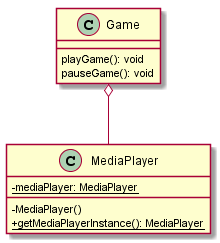 C Game
playGame(): void
pauseGame(): void
C MediaPlayer
-mediaPlayer: MediaPlayer
-MediaPlayer()
+getMediaPlayerInstance(): MediaPlayer